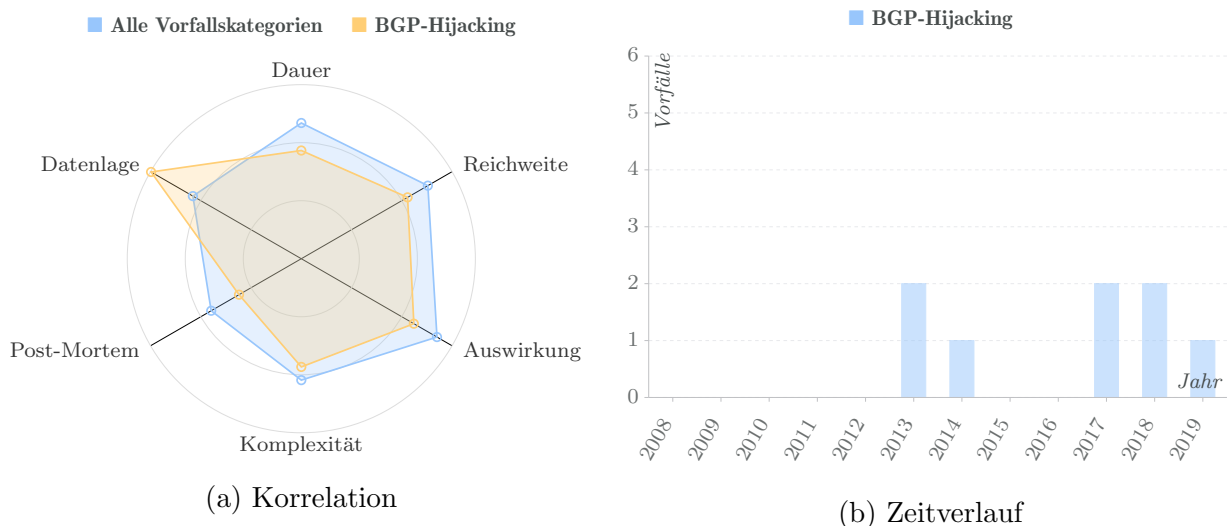 Alle Vorfallskategorien BGP-Hijacking
Dauer
Datenlage
Reichweite
Post-Mortem
Auswirkung
Komplexität
(a) Korrelation
BGP-Hijacking
Vorfälle
6
5
4
3
2
1
0
Jahr
2008 2009 2010 2011 2012 2013 2014 2015 2016 2017 2018 2019
(b) Zeitverlauf